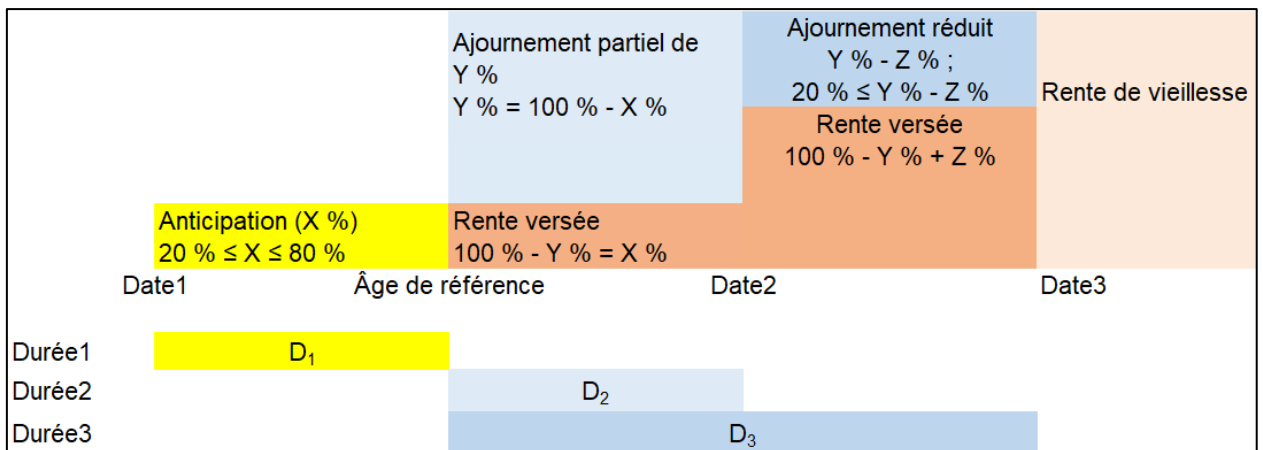 Ajournement partiel de
Y %
Y % = 100 % - X %
Ajournement réduit
Y % - Z % ;
20 % ≤ Y % - Z %
Rente de vieillesse
Rente versée
100 % - Y % + Z %
Anticipation (X %)
20 % ≤ X ≤ 80 %
Rente versée
100 % - Y % = X %
Date1
Âge de référence
Date2
Date3
Durée1
D₁
Durée2
D₂
Durée3
D₃